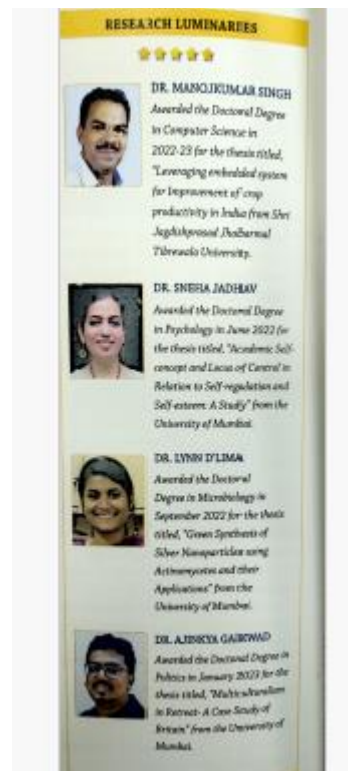 RESEARCH LUMINARIES
DR. MANOJKUMAR SINGH
Awarded the Doctoral Degree
in Computer Science in
2022-23 for the thesis titled,
"Leveraging embedded system
for Improvement of crop
productivity in India from Shri
Jagdishprasad Jhabarmal
Tibrewala University.
DR. SNEHA JADHAV
Awarded the Doctoral Degree
in Psychology in June 2022 for
the thesis titled, "Academic Self-
concept and Locus of Control in
Relation to Self-regulation and
Self-esteem: A Study" from the
University of Mumbai.
DR. LYNN D'LIMA
Awarded the Doctoral
Degree in Microbiology in
September 2022 for the thesis
titled, "Green Synthesis of
Silver Nanoparticles using
Actinomycetes and their
Applications" from the
University of Mumbai.
DR. AJINKYA GAIKWAD
Awarded the Doctoral Degree in
Politics in January 2023 for the
thesis titled, "Multiculturalism
in Retreat- A Case Study of
Britain" from the University of
Mumbai.